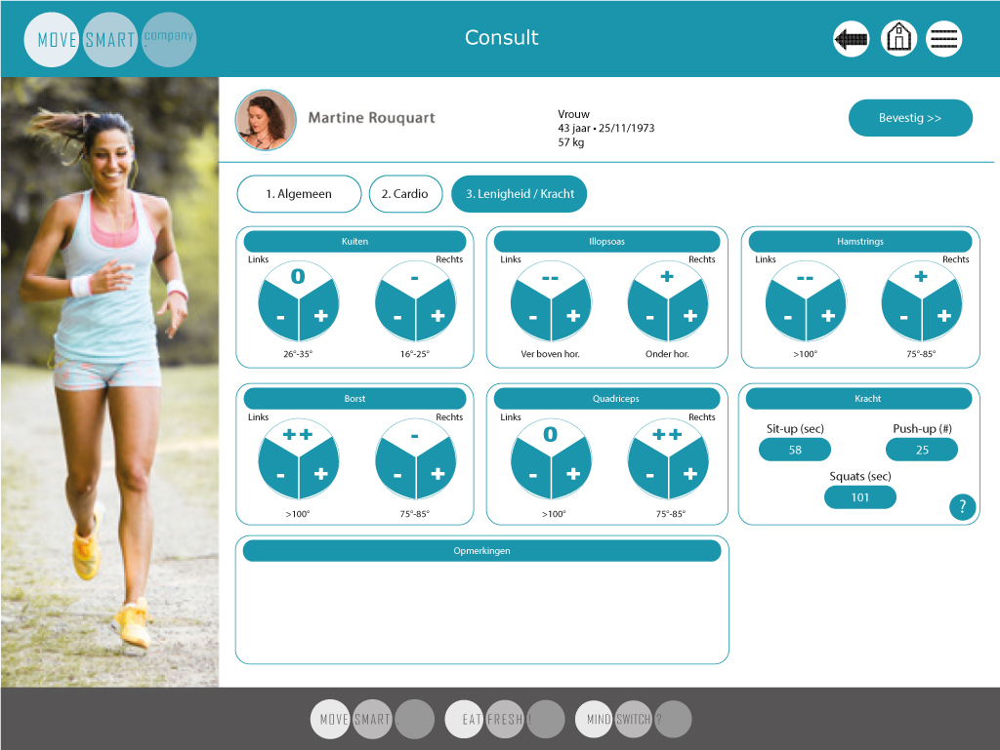 MOVE SMART . company
Consult
Martine Rouquart
Vrouw
43 jaar • 25/11/1973
57 kg
Bevestig >>
1. Algemeen
2. Cardio
3. Lenigheid / Kracht
Kuiten
Links
Rechts
0
-
- +
- +
26°-35°
16°-25°
Illopsoas
Links
Rechts
--
+
- +
- +
Ver boven hor.
Onder hor.
Hamstrings
Links
Rechts
--
+
- +
- +
>100°
75°-85°
Borst
Links
Rechts
++
-
- +
- +
>100°
75°-85°
Quadriceps
Links
Rechts
0
++
- +
- +
>100°
75°-85°
Kracht
Sit-up (sec)
Push-up (#)
58
25
Squats (sec)
101
?
Opmerkingen
MOVE SMART .
EAT FRESH !
MIND SWITCH ?